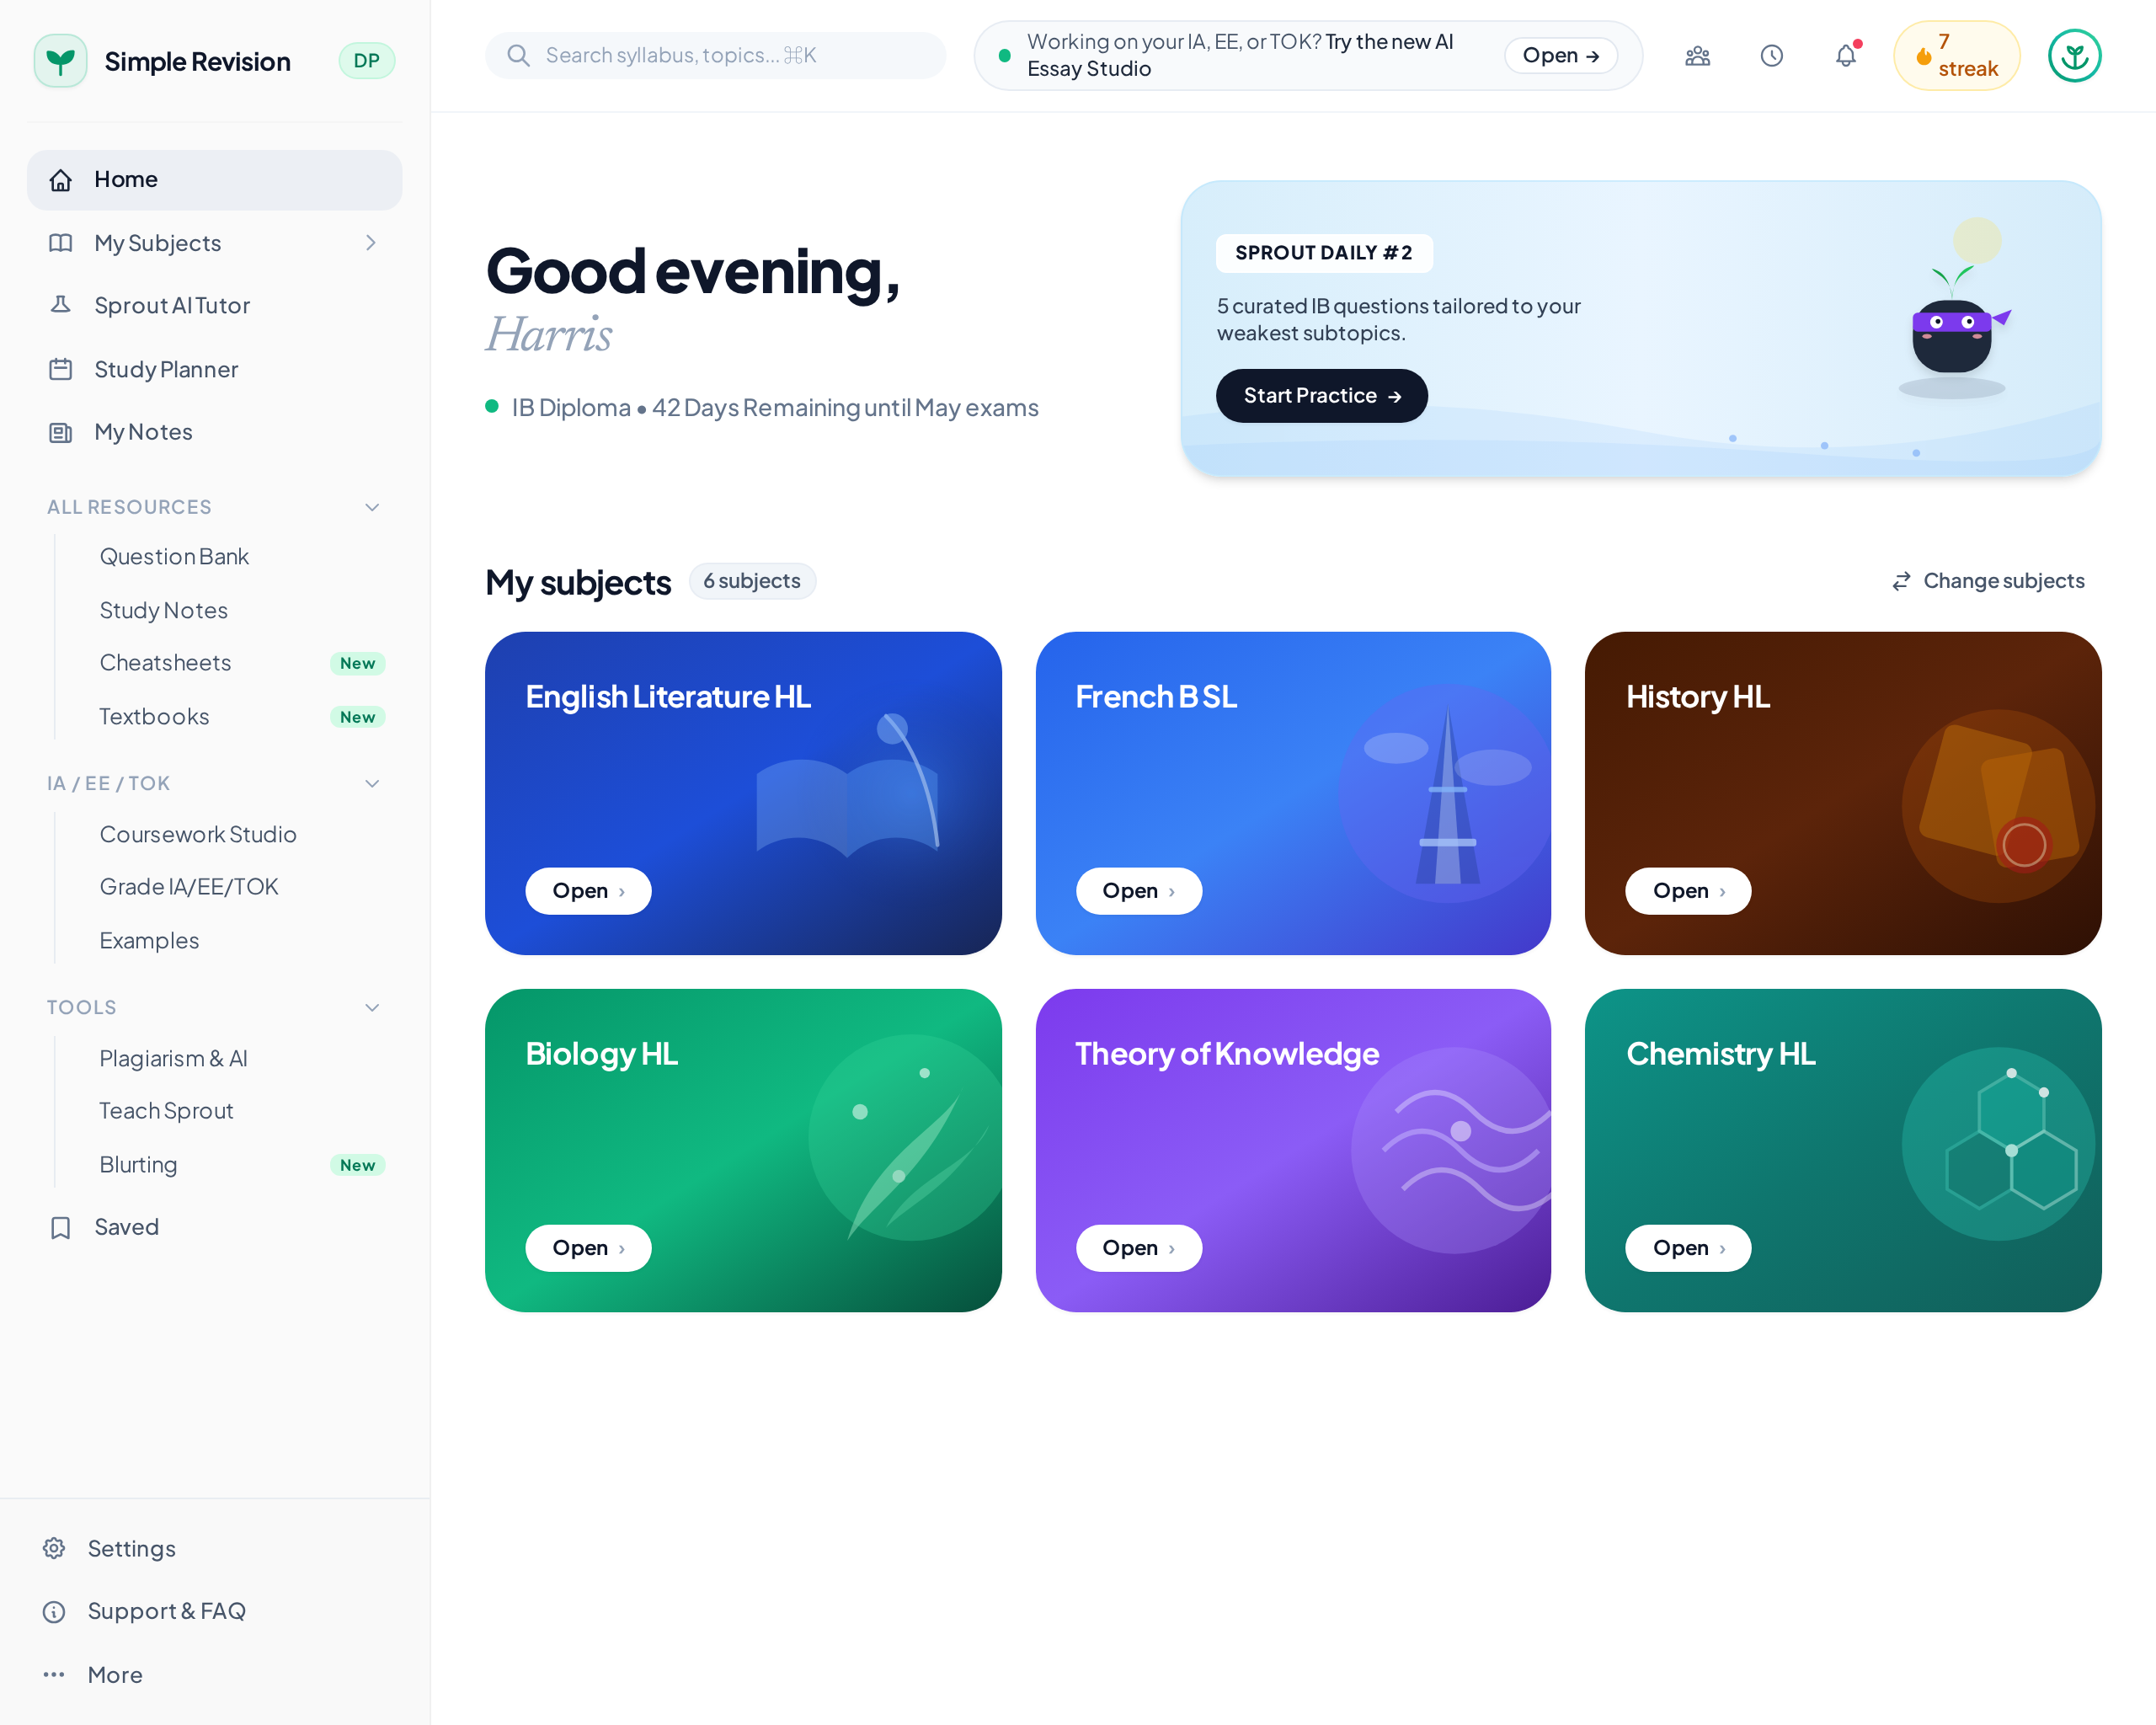 Simple Revision
DP
Home
My Subjects
Sprout AI Tutor
Study Planner
My Notes
ALL RESOURCES
Question Bank
Study Notes
Cheatsheets New
Textbooks New
IA / EE / TOK
Coursework Studio
Grade IA/EE/TOK
Examples
TOOLS
Plagiarism & AI
Teach Sprout
Blurting New
Saved
Settings
Support & FAQ
More
Search syllabus, topics... ⌘K
Working on your IA, EE, or TOK? Try the new AI
Essay Studio
Open →
7
streak
Good evening,
Harris
IB Diploma • 42 Days Remaining until May exams
SPROUT DAILY #2
5 curated IB questions tailored to your
weakest subtopics.
Start Practice →
My subjects
6 subjects
Change subjects
English Literature HL
Open ›
French B SL
Open ›
History HL
Open ›
Biology HL
Open ›
Theory of Knowledge
Open ›
Chemistry HL
Open ›